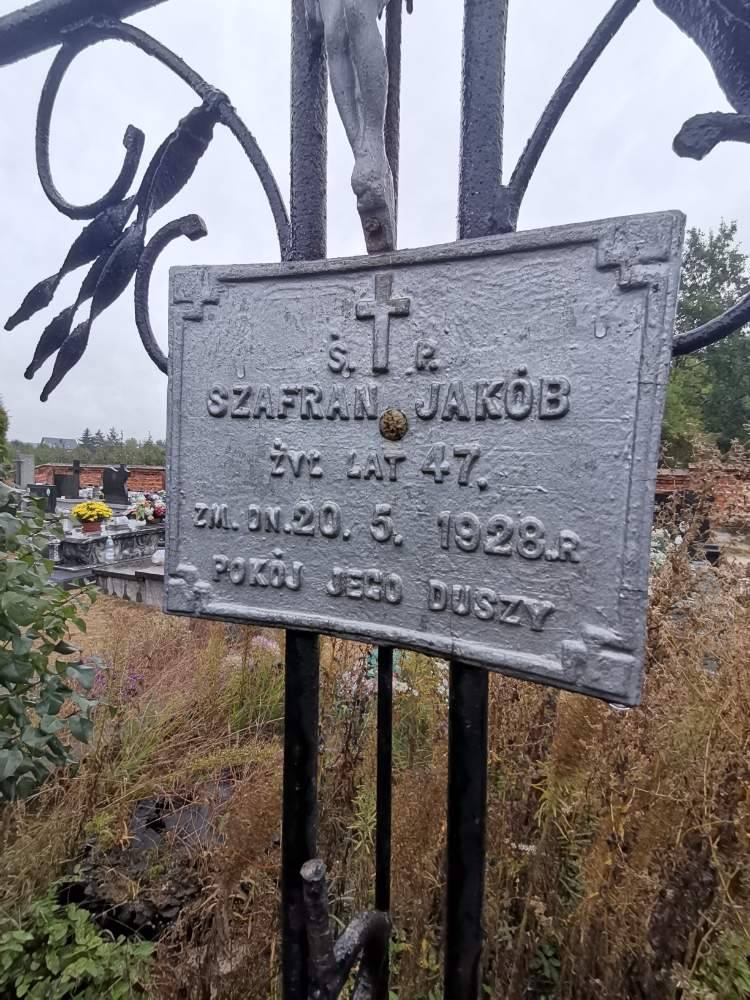 Ś. P.
SZAFRAN JAKÓB
ŻYŁ LAT 47.
ZM. DN. 20. 5. 1928.R
POKÓJ JEGO DUSZY